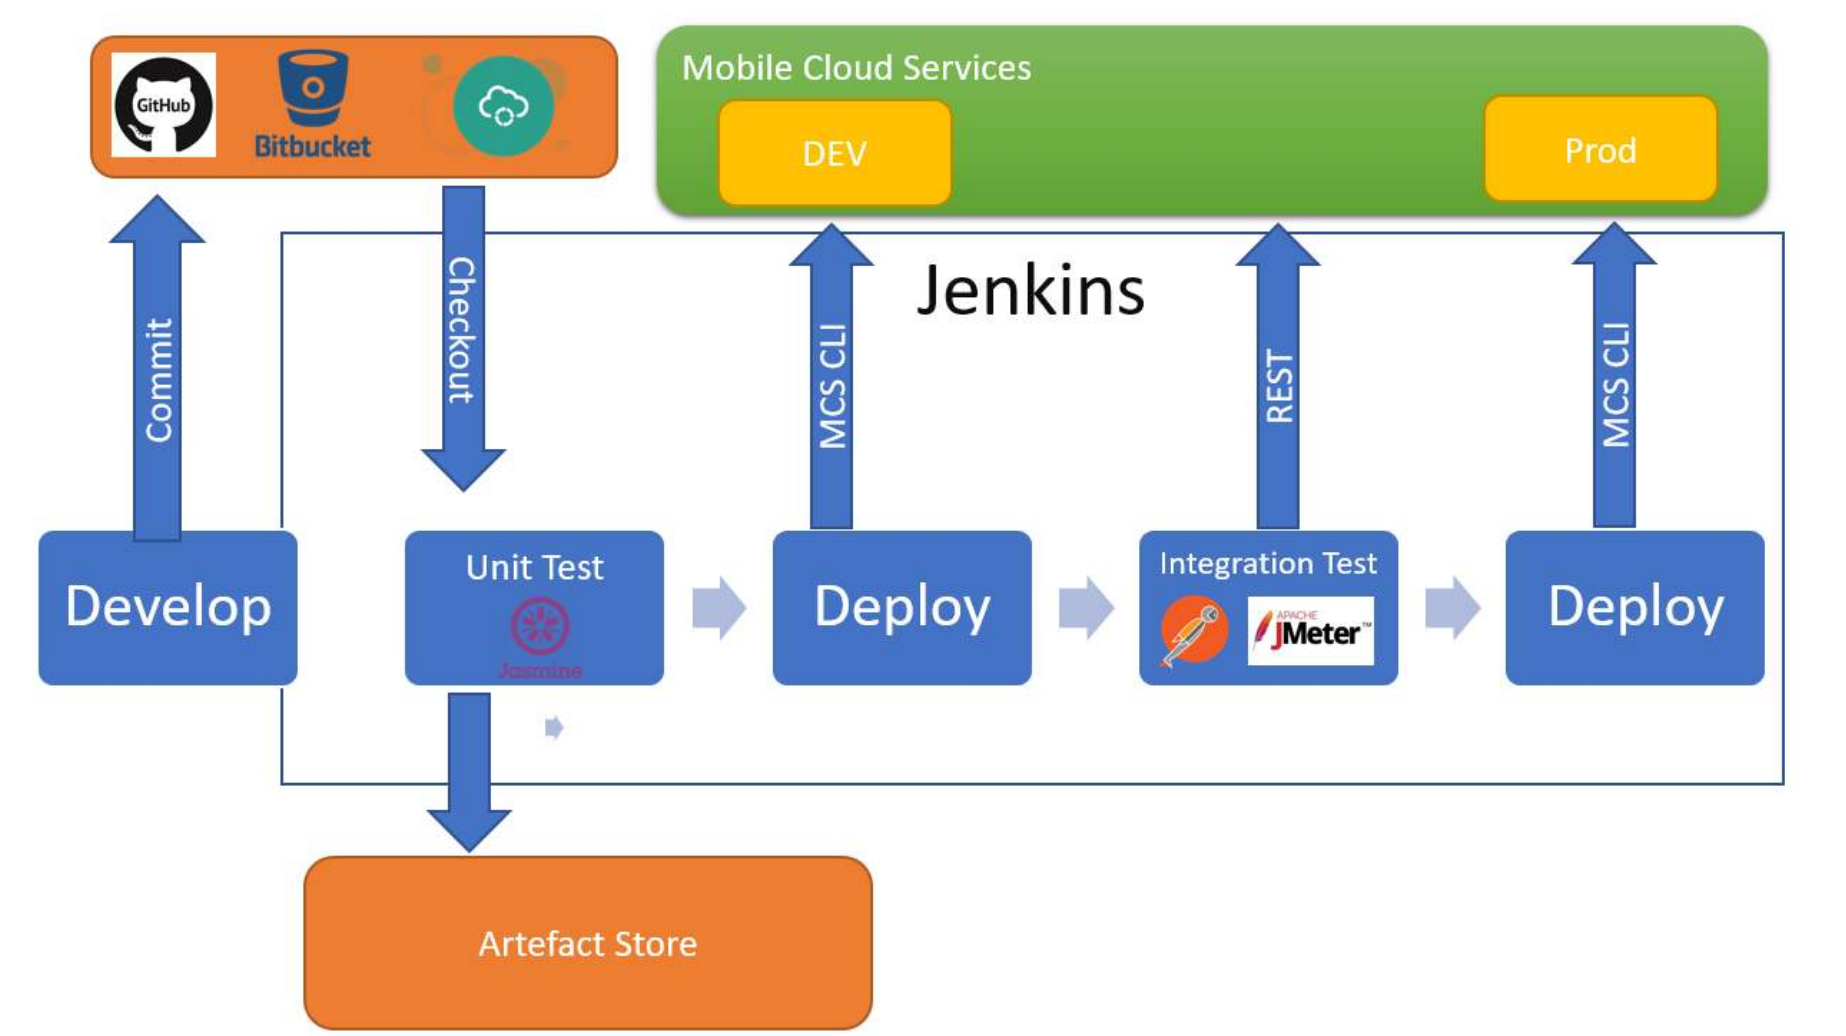 GitHub
Bitbucket
Mobile Cloud Services
DEV
Prod
Jenkins
Commit
Checkout
MCS CLI
REST
MCS CLI
Develop
Unit Test
Jasmine
Deploy
Integration Test
APACHE
JMeter™
Deploy
Artefact Store